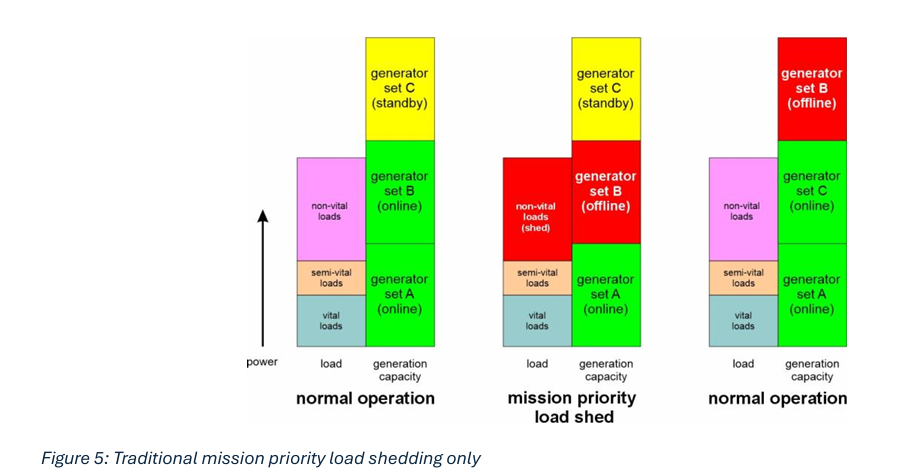 generator
set C
(standby)
generator
set B
(online)
generator
set A
(online)
non-vital
loads
semi-vital
loads
vital
loads
power
load
generation
capacity
normal operation
generator
set C
(standby)
generator
set B
(offline)
generator
set A
(online)
non-vital
loads
(shed)
semi-vital
loads
vital
loads
load
generation
capacity
mission priority
load shed
generator
set B
(offline)
generator
set C
(online)
generator
set A
(online)
non-vital
loads
semi-vital
loads
vital
loads
load
generation
capacity
normal operation
Figure 5: Traditional mission priority load shedding only